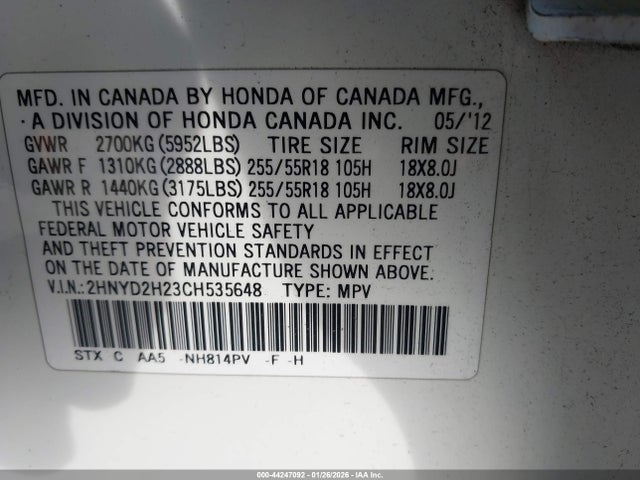 MFD. IN CANADA BY HONDA OF CANADA MFG.,
A DIVISION OF HONDA CANADA INC. 05/'12
GVWR 2700KG(5952LBS) TIRE SIZE RIM SIZE
GAWR F 1310KG(2888LBS) 255/55R18 105H 18X8.0J
GAWR R 1440KG(3175LBS) 255/55R18 105H 18X8.0J
THIS VEHICLE CONFORMS TO ALL APPLICABLE
FEDERAL MOTOR VEHICLE SAFETY
AND THEFT PREVENTION STANDARDS IN EFFECT
ON THE DATE OF MANUFACTURE SHOWN ABOVE.
V.I.N.:2HNYD2H23CH535648 TYPE: MPV
STX C AA5 -NH814PV -F -H
000-44247092 | 01/26/2026 | IAA Inc.